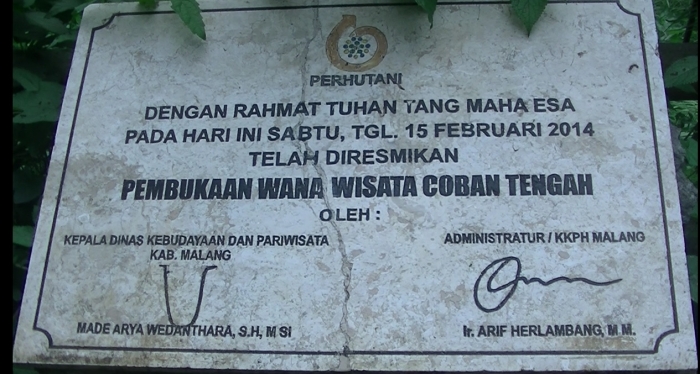 PERHUTANI
DENGAN RAHMAT TUHAN TANG MAHA ESA
PADA HARI INI SABTU, TGL. 15 FEBRUARI 2014
TELAH DIRESMIKAN
PEMBUKAAN WANA WISATA COBAN TENGAH
OLEH :
KEPALA DINAS KEBUDAYAAN DAN PARIWISATA
KAB. MALANG
MADE ARYA WEDANTHARA, S.H, M SI
ADMINISTRATUR / KKPH MALANG
Ir. ARIF HERLAMBANG, M M.